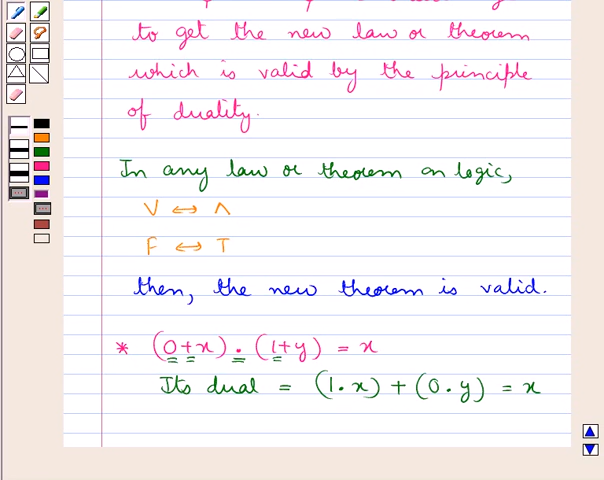 to get the new law or theorem
which is valid by the principle
of duality.
In any law or theorem on logic,
V ↔ Λ
F ↔ T
then, the new theorem is valid.
* (0+x) . (1+y) = x
Its dual = (1.x) + (0.y) = x